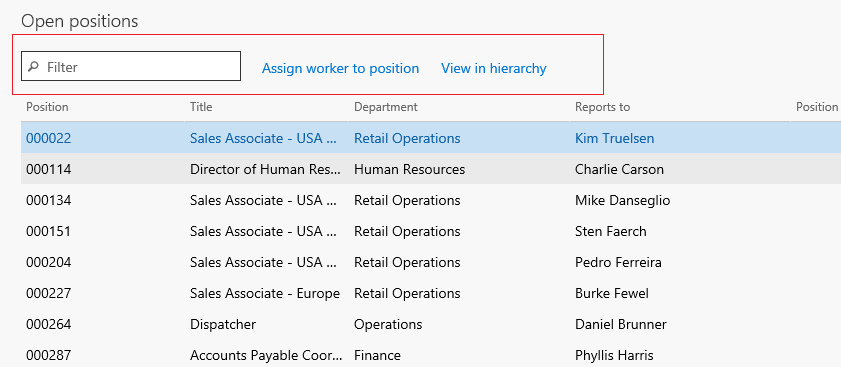 Open positions
Filter Assign worker to position View in hierarchy
Position Title Department Reports to Position
000022 Sales Associate - USA ... Retail Operations Kim Truelsen
000114 Director of Human Res... Human Resources Charlie Carson
000134 Sales Associate - USA ... Retail Operations Mike Danseglio
000151 Sales Associate - USA ... Retail Operations Sten Faerch
000204 Sales Associate - USA ... Retail Operations Pedro Ferreira
000227 Sales Associate - Europe Retail Operations Burke Fewel
000264 Dispatcher Operations Daniel Brunner
000287 Accounts Payable Coor... Finance Phyllis Harris